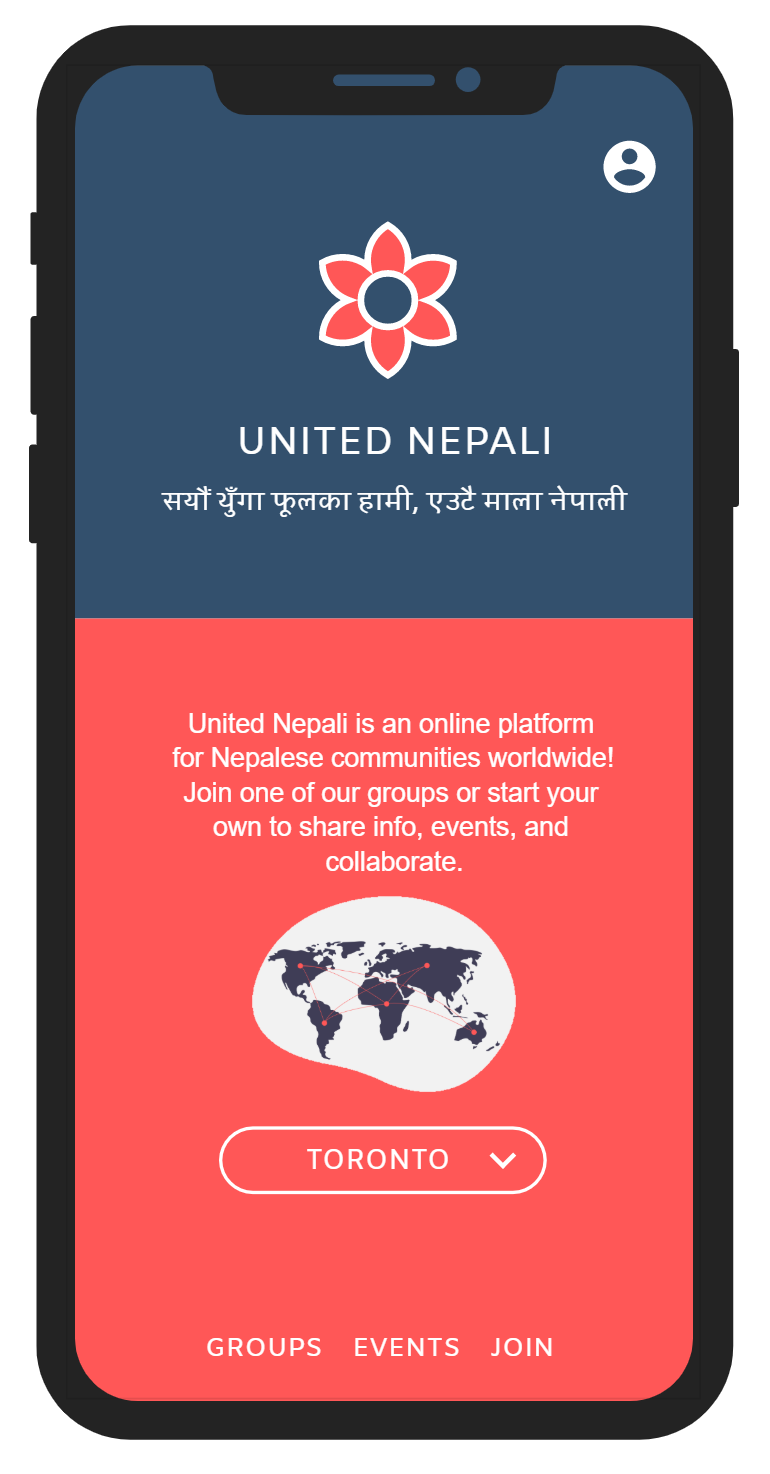 UNITED NEPALI
सयौं थुँगा फूलका हामी, एउटै माला नेपाली
United Nepali is an online platform
for Nepalese communities worldwide!
Join one of our groups or start your
own to share info, events, and
collaborate.
TORONTO
GROUPS EVENTS JOIN